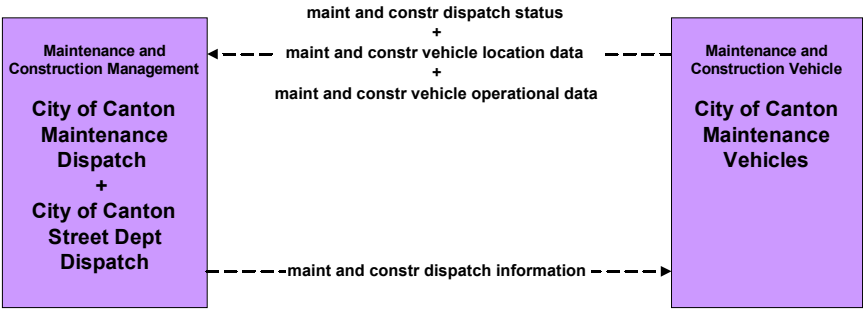 maint and constr dispatch status
+
maint and constr vehicle location data
+
maint and constr vehicle operational data
Maintenance and
Construction Management
City of Canton
Maintenance
Dispatch
+
City of Canton
Street Dept
Dispatch
Maintenance and
Construction Vehicle
City of Canton
Maintenance
Vehicles
maint and constr dispatch information